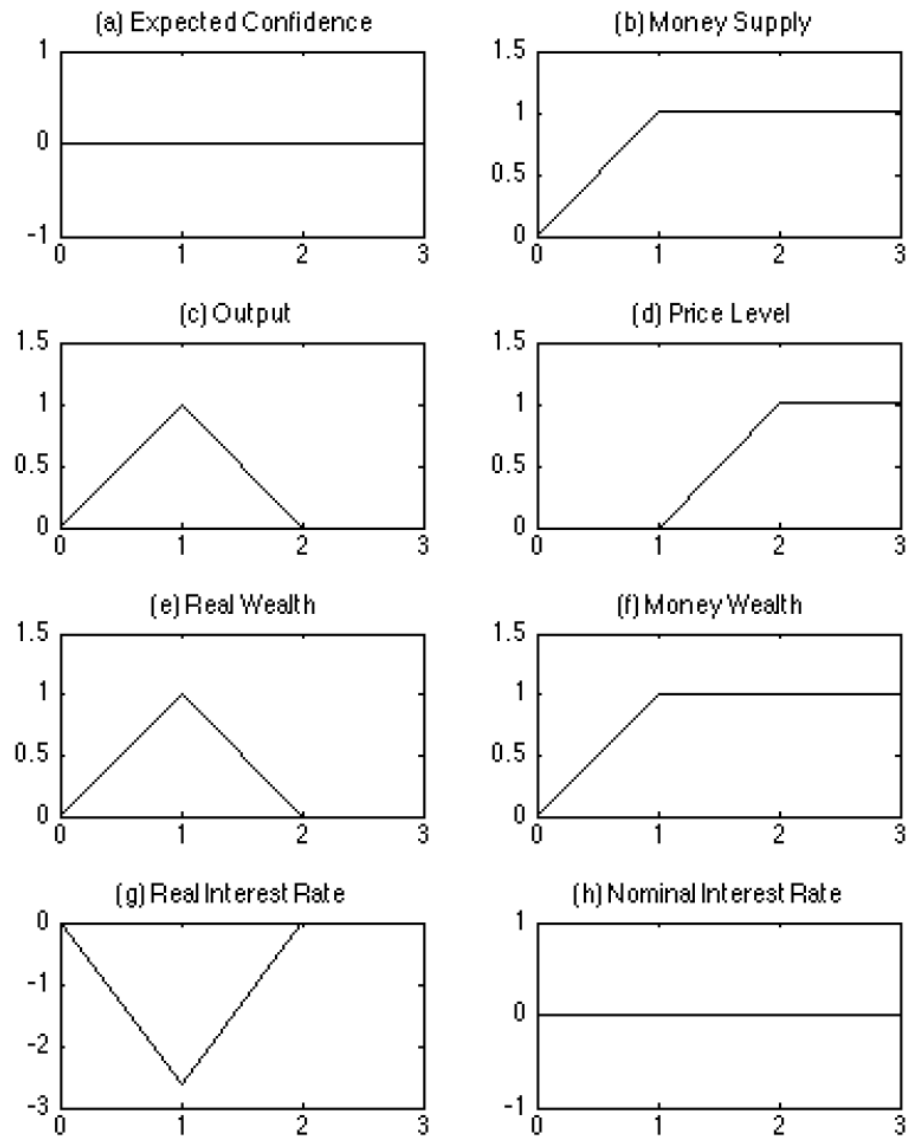 (a) Expected Confidence
1
0
-1
0 1 2 3
(b) Money Supply
1.5
1
0.5
0
0 1 2 3
(c) Output
1.5
1
0.5
0
0 1 2 3
(d) Price Level
1.5
1
0.5
0
0 1 2 3
(e) Real Wealth
1.5
1
0.5
0
0 1 2 3
(f) Money Wealth
1.5
1
0.5
0
0 1 2 3
(g) Real Interest Rate
0
-1
-2
-3
0 1 2 3
(h) Nominal Interest Rate
1
0
-1
0 1 2 3